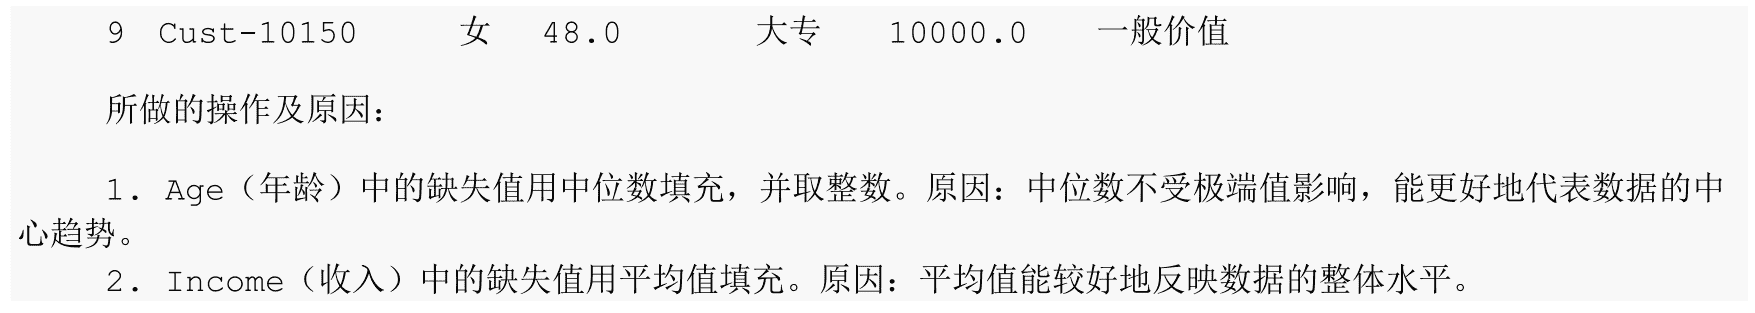 9 Cust-10150 女 48.0 大专 10000.0 一般价值
所做的操作及原因：
1. Age（年龄）中的缺失值用中位数填充，并取整数。原因：中位数不受极端值影响，能更好地代表数据的中
心趋势。
2. Income（收入）中的缺失值用平均值填充。原因：平均值能较好地反映数据的整体水平。